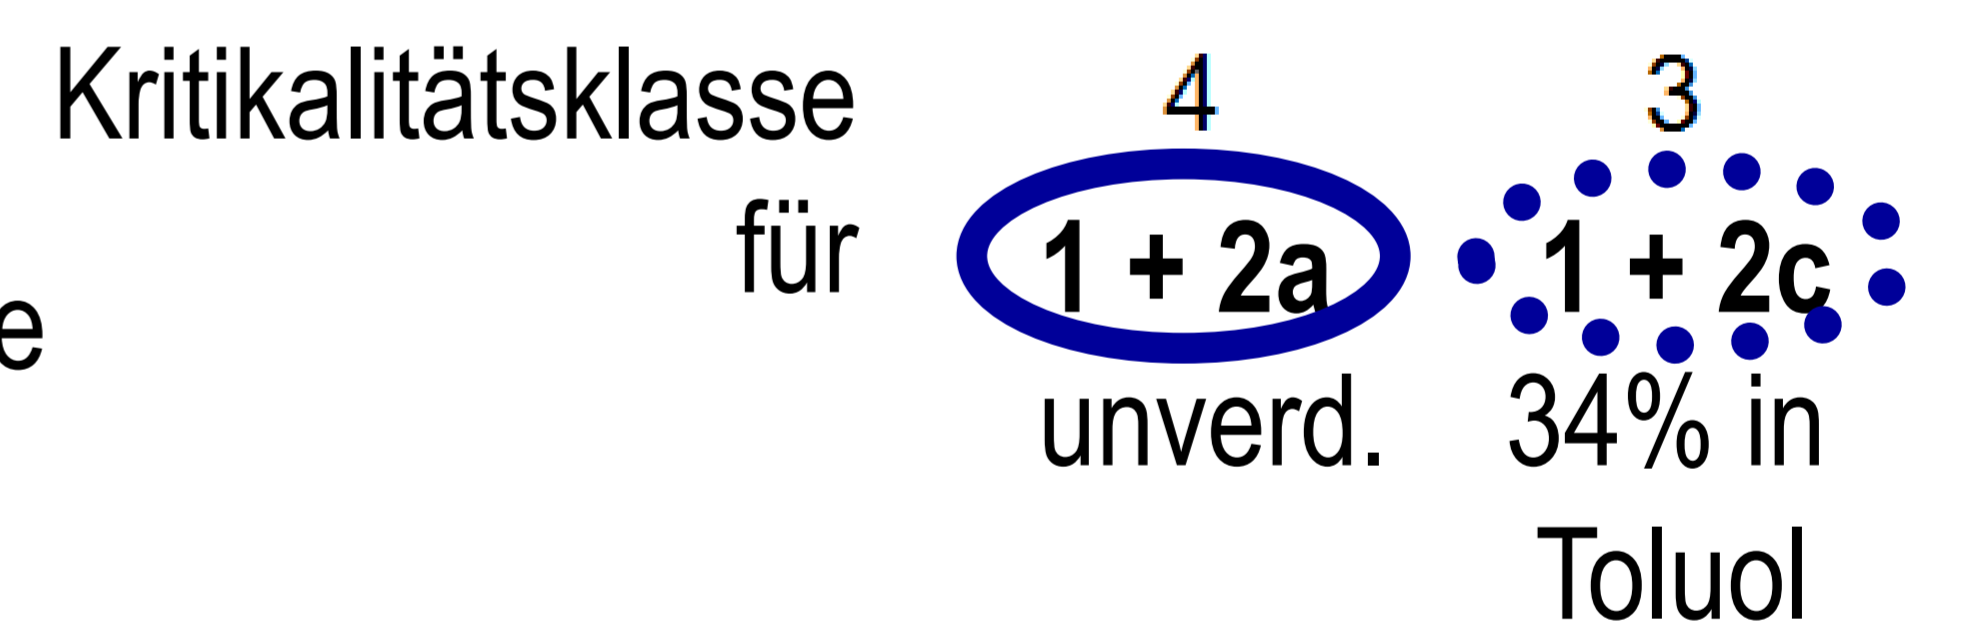 Kritikalitätsklasse 4 3
für 1 + 2a 1 + 2c
e
unverd. 34% in
Toluol